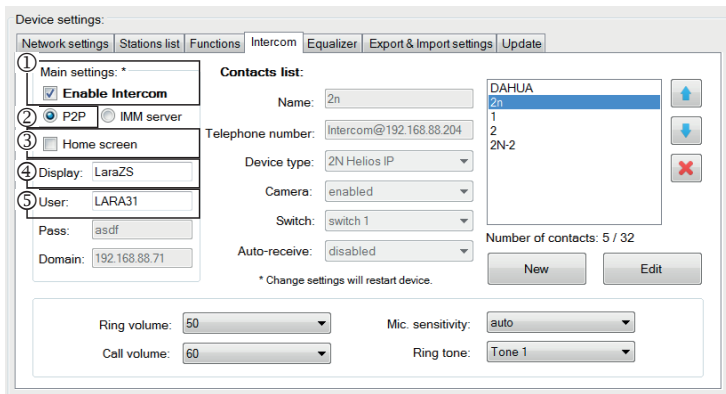 Device settings:
Network settings Stations list Functions Intercom Equalizer Export & Import settings Update
① Main settings: *
Enable Intercom
② P2P IMM server
③ Home screen
④ Display: LaraZS
⑤ User: LARA31
Pass: asdf
Domain: 192.168.88.71
Contacts list:
Name: 2n
Telephone number: Intercom@192.168.88.204
Device type: 2N Helios IP
Camera: enabled
Switch: switch 1
Auto-receive: disabled
* Change settings will restart device.
DAHUA
2n
1
2
2N-2
Number of contacts: 5 / 32
New Edit
Ring volume: 50 Mic. sensitivity: auto
Call volume: 60 Ring tone: Tone 1